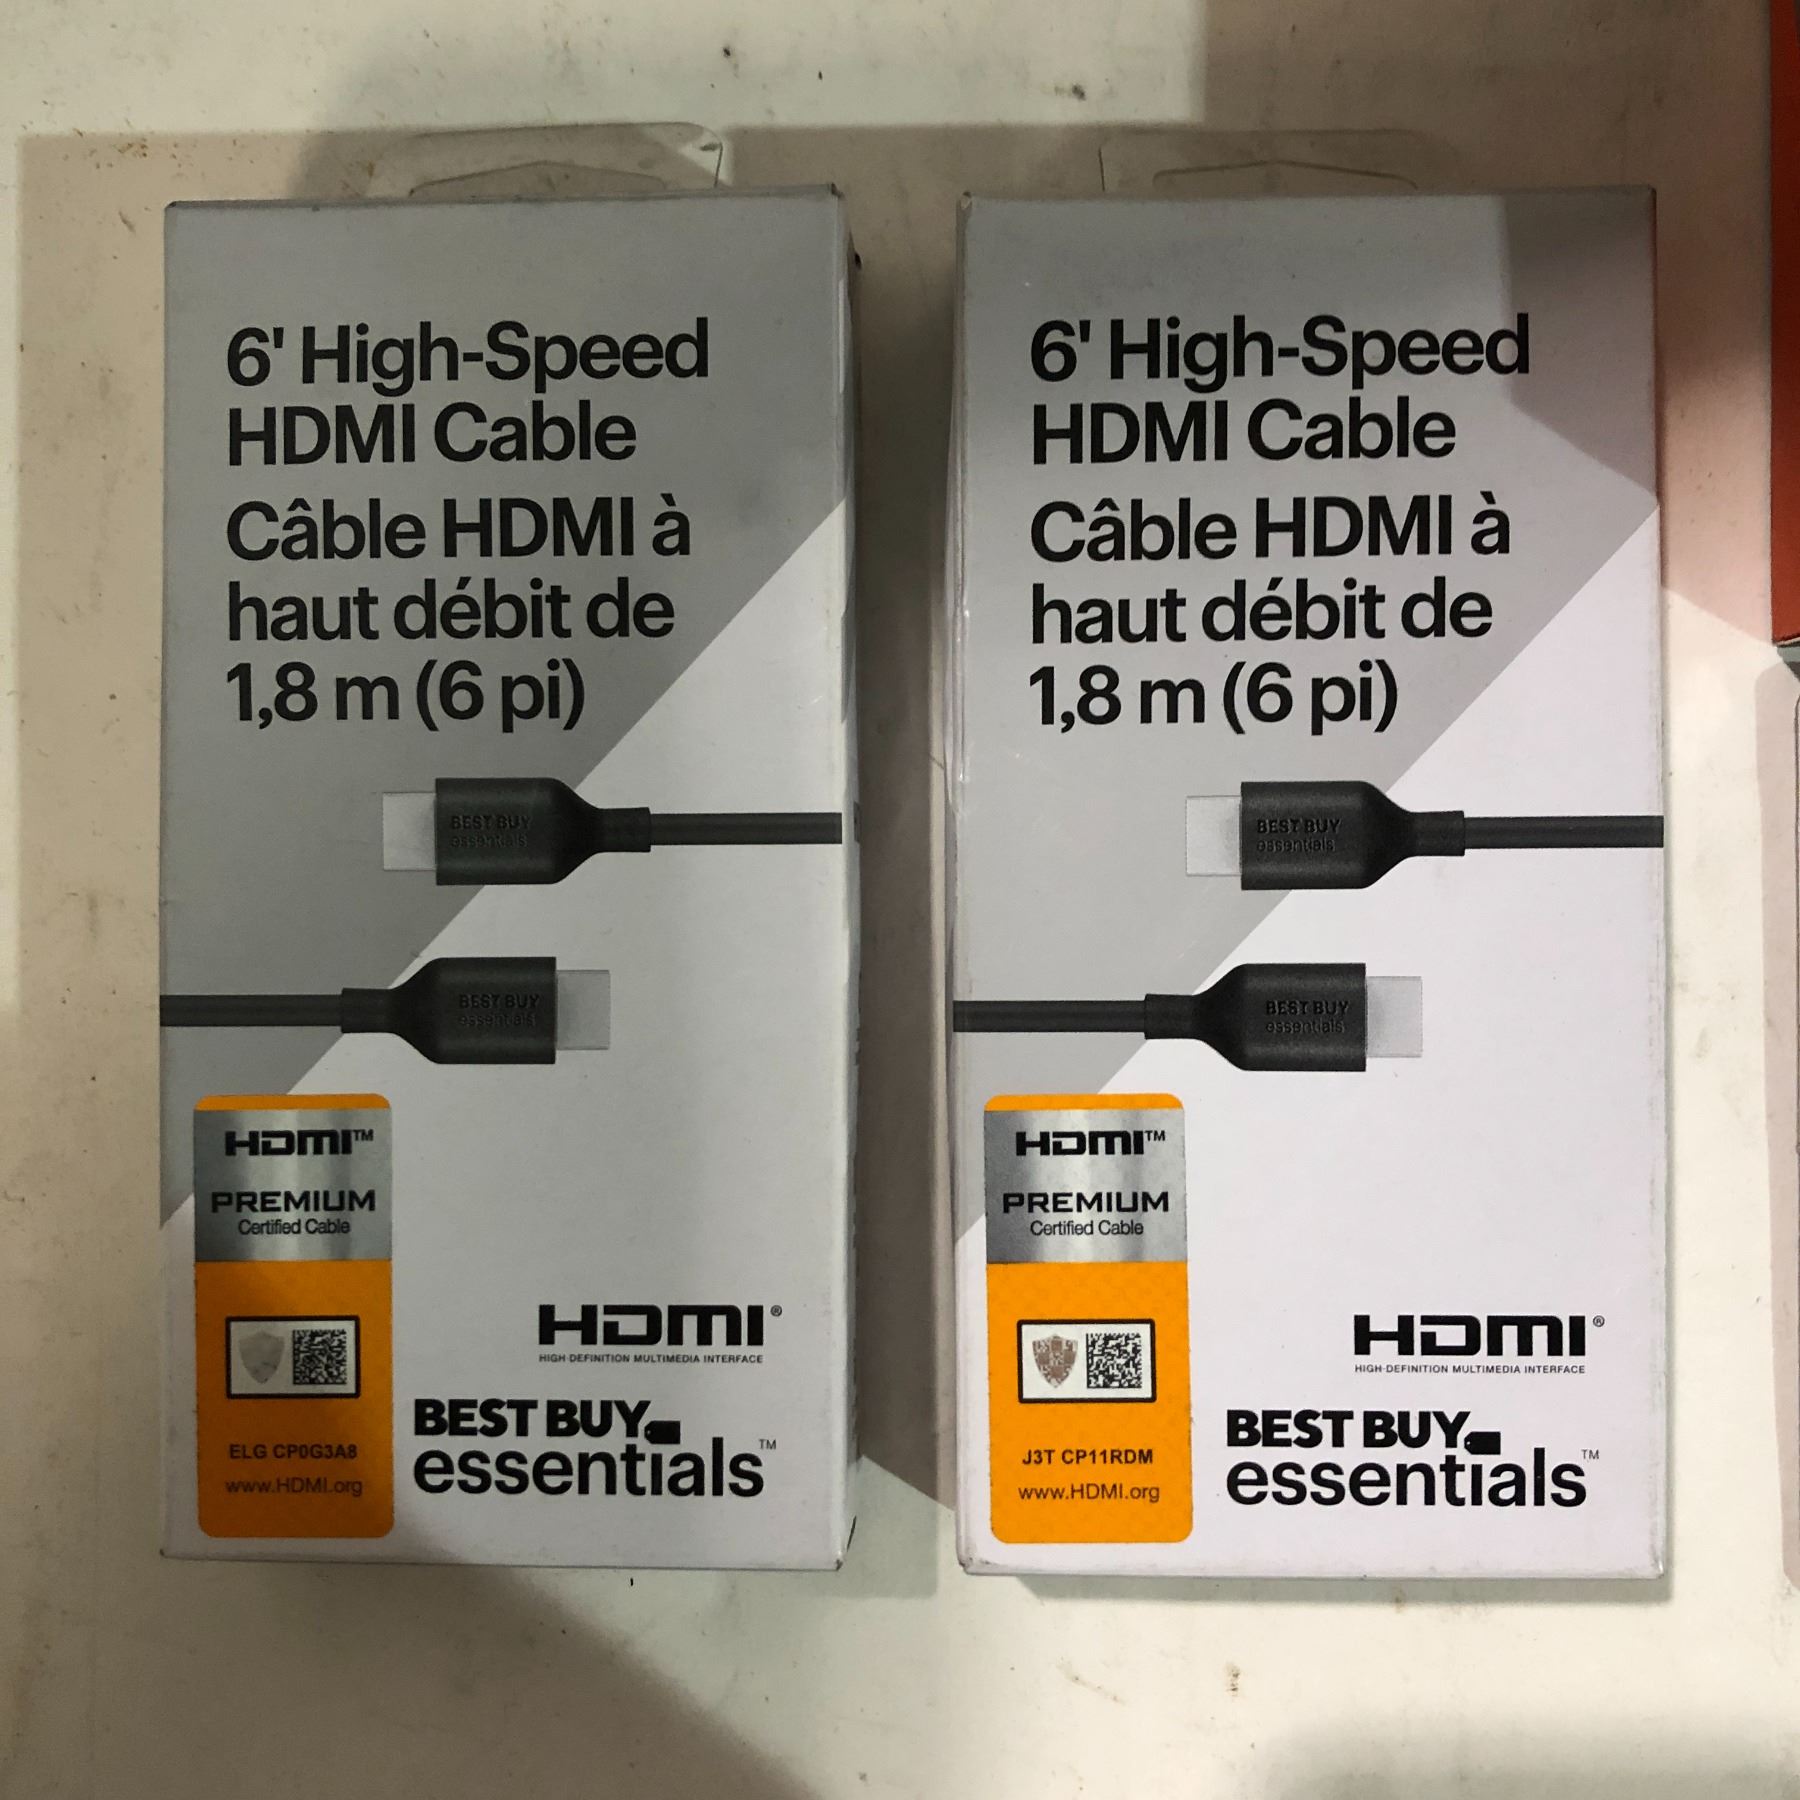 6' High-Speed
HDMI Cable
Câble HDMI à
haut débit de
1,8 m (6 pi)
BEST BUY
essentials
BEST BUY
essentials
HDMI™
PREMIUM
Certified Cable
ELG CP0G3A8
www.HDMI.org
HDMI®
HIGH-DEFINITION MULTIMEDIA INTERFACE
BEST BUY
essentials™
6' High-Speed
HDMI Cable
Câble HDMI à
haut débit de
1,8 m (6 pi)
BEST BUY
essentials
BEST BUY
essentials
HDMI™
PREMIUM
Certified Cable
J3T CP11RDM
www.HDMI.org
HDMI®
HIGH-DEFINITION MULTIMEDIA INTERFACE
BEST BUY
essentials™